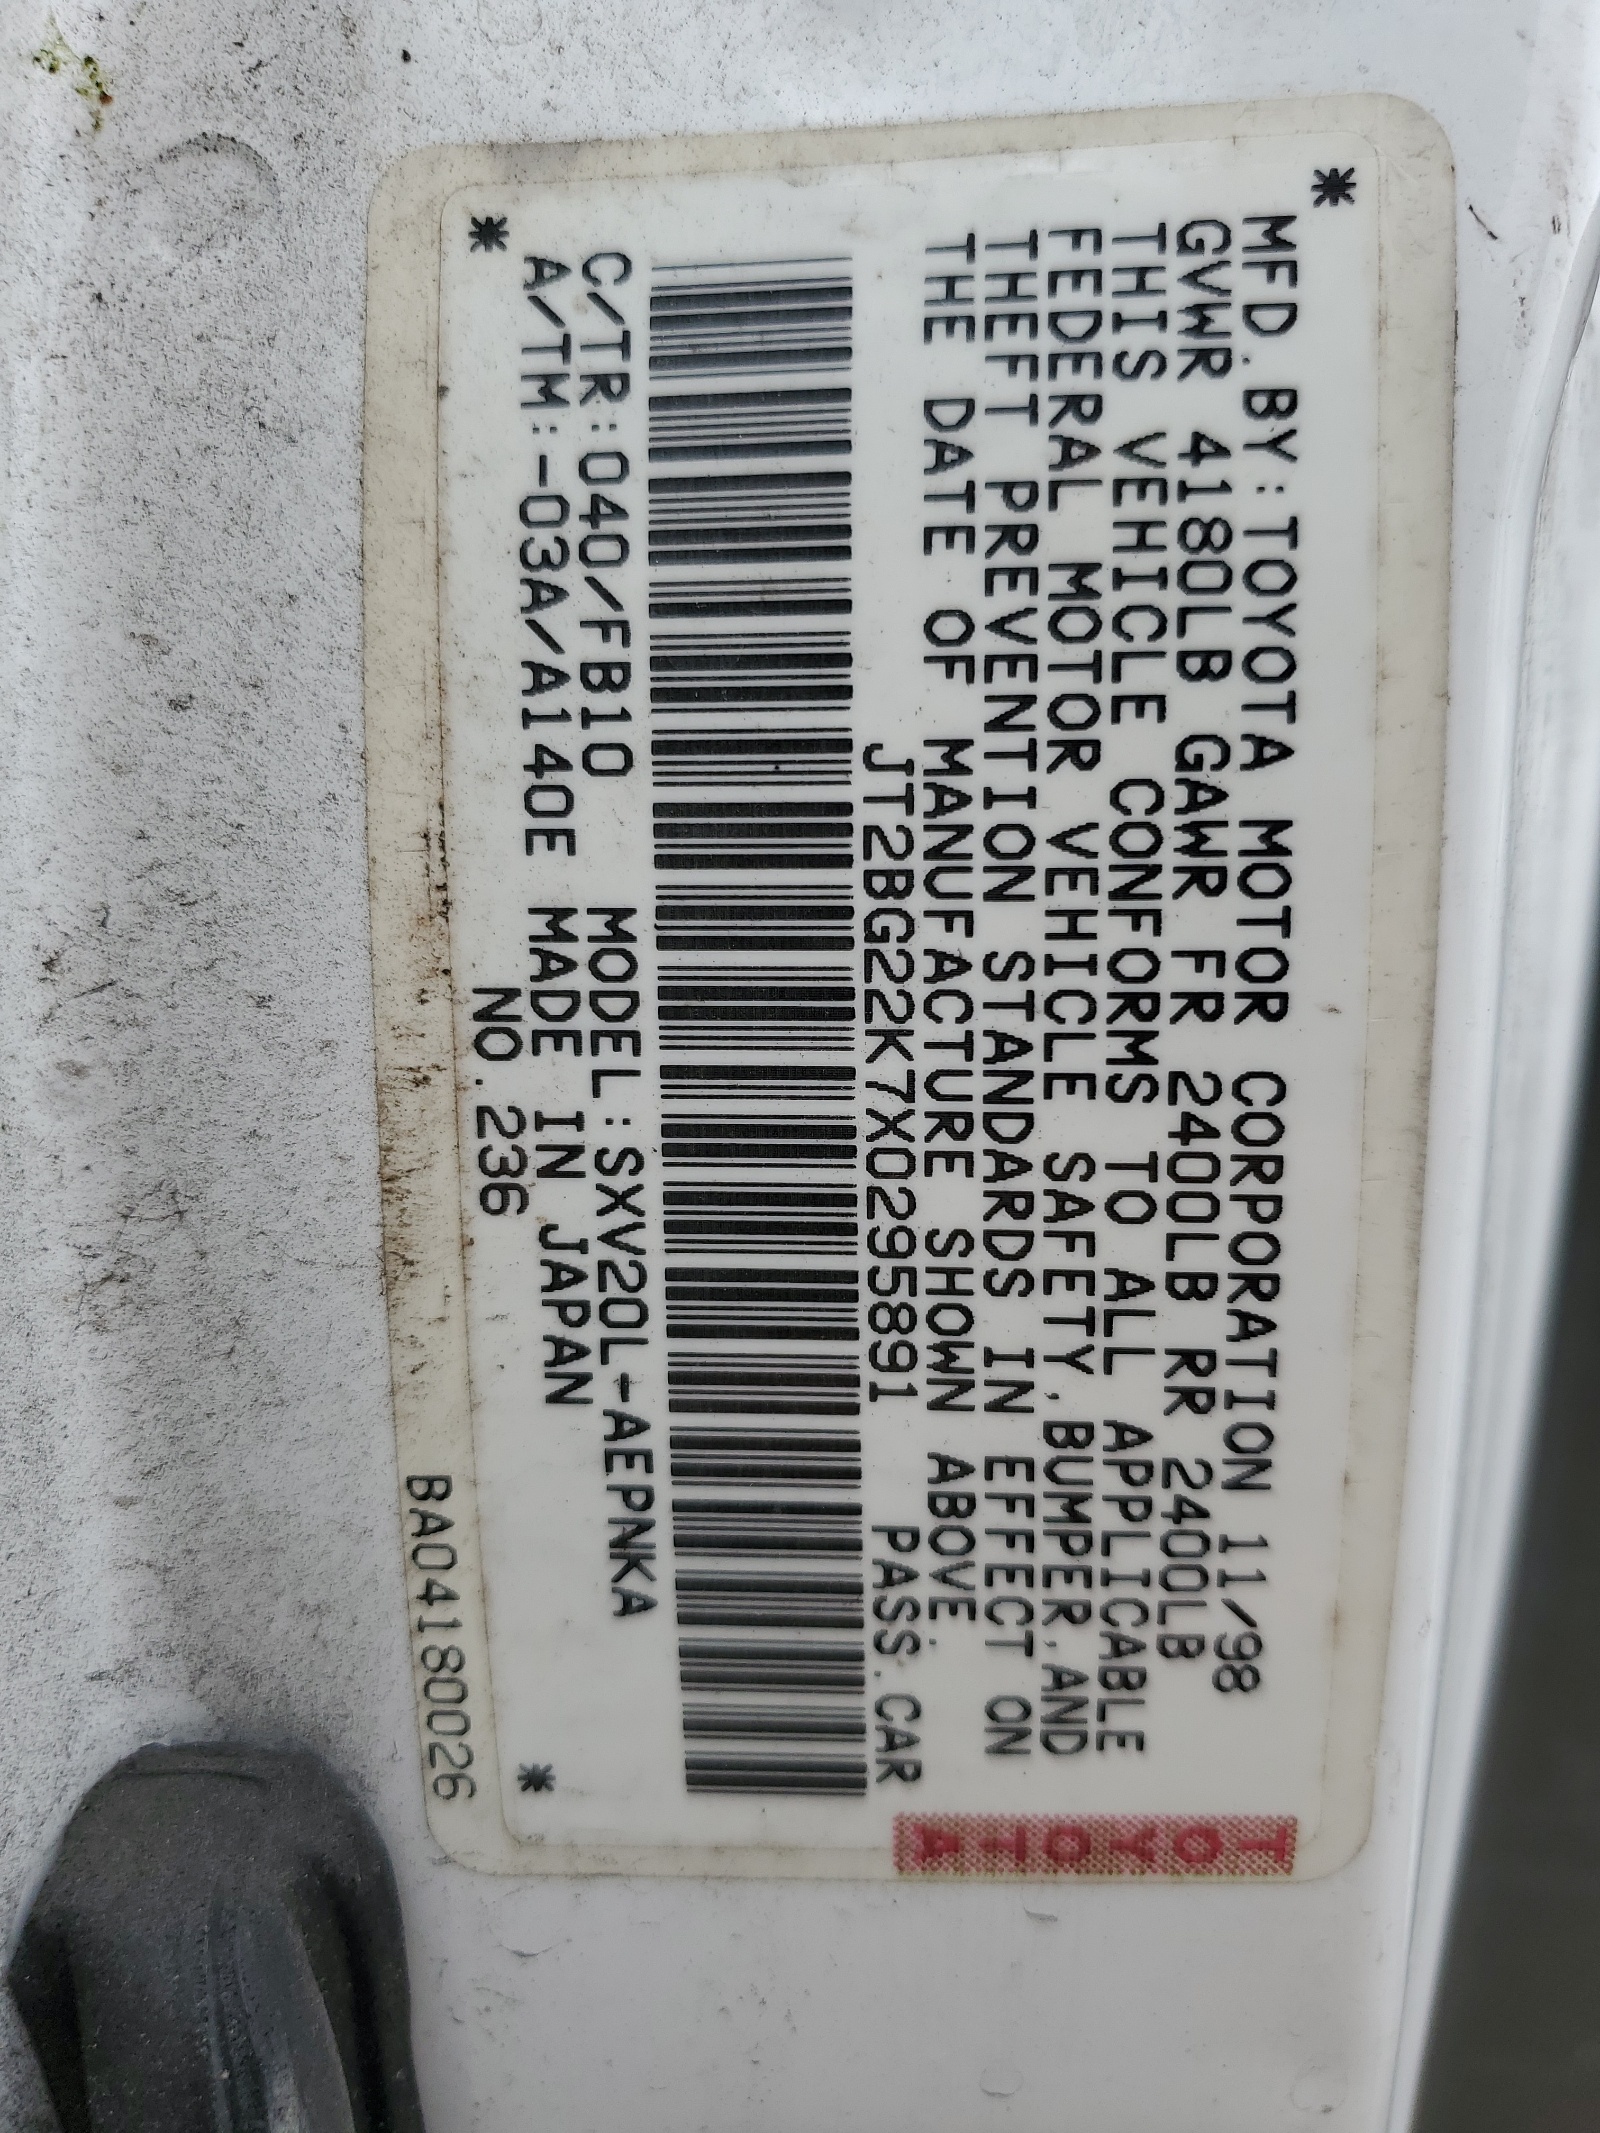 *
MFD.BY:TOYOTA MOTOR CORPORATION 11/98
GVWR 4180LB GAWR FR 2400LB RR 2400LB
THIS VEHICLE CONFORMS TO ALL APPLICABLE
FEDERAL MOTOR VEHICLE SAFETY,BUMPER,AND
THEFT PREVENTION STANDARDS IN EFFECT ON
THE DATE OF MANUFACTURE SHOWN ABOVE.
JT2BG22K7X0295891 PASS.CAR
C/TR:040/FB10 MODEL:SXV20L-AEPNKA
A/TM:-03A/A140E MADE IN JAPAN
* NO.236 *
BA04180026
TOYOTA